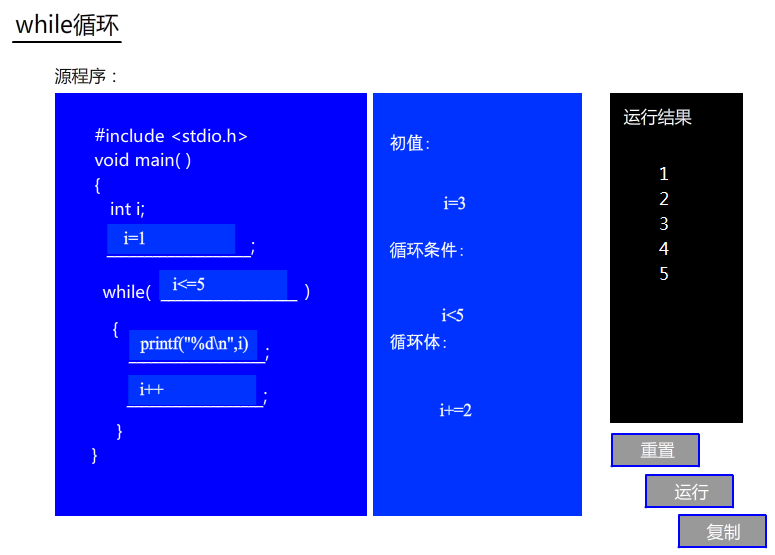 while循环
源程序：
#include <stdio.h>
void main( )
{
int i;
i=1 ;
while( i<=5 )
{
printf("%d\n",i) ;
i++ ;
}
}
初值：
i=3
循环条件：
i<5
循环体：
i+=2
运行结果
1
2
3
4
5
重置
运行
复制